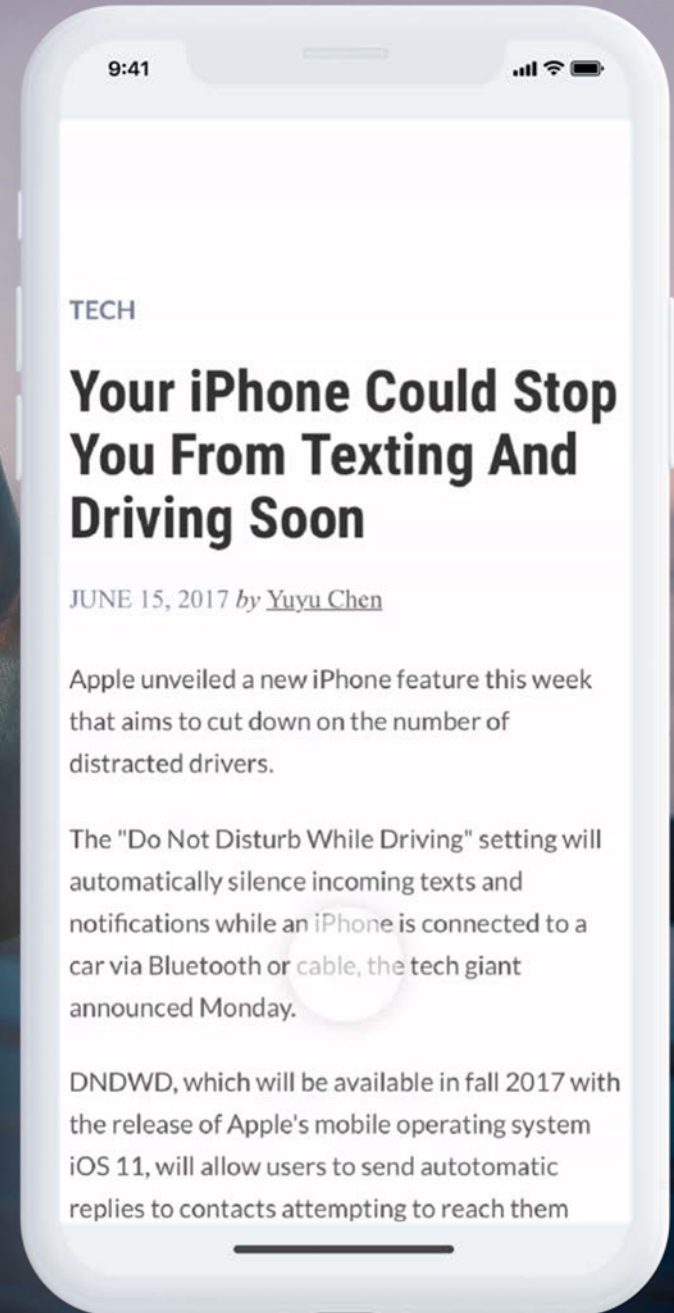 9:41
TECH
Your iPhone Could Stop
You From Texting And
Driving Soon
JUNE 15, 2017 by Yuyu Chen
Apple unveiled a new iPhone feature this week
that aims to cut down on the number of
distracted drivers.
The "Do Not Disturb While Driving" setting will
automatically silence incoming texts and
notifications while an iPhone is connected to a
car via Bluetooth or cable, the tech giant
announced Monday.
DNDWD, which will be available in fall 2017 with
the release of Apple's mobile operating system
iOS 11, will allow users to send autotomatic
replies to contacts attempting to reach them